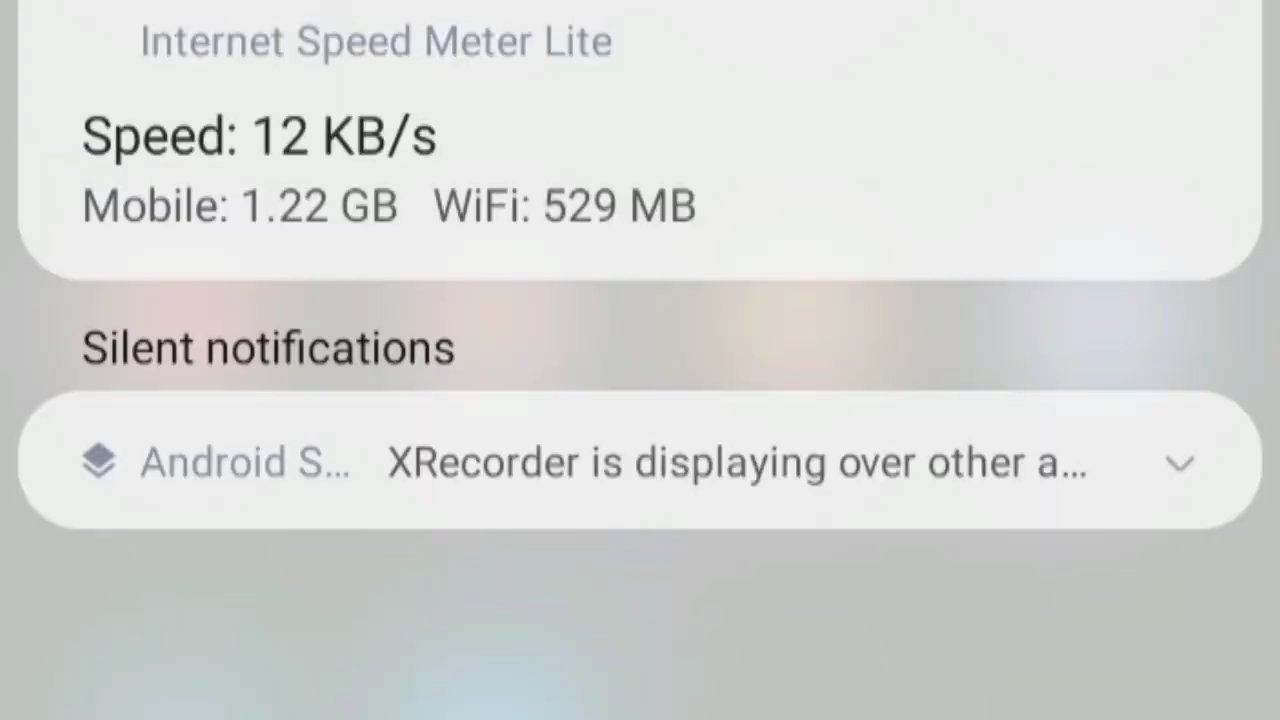 Internet Speed Meter Lite
Speed: 12 KB/s
Mobile: 1.22 GB WiFi: 529 MB
Silent notifications
Android S... XRecorder is displaying over other a...